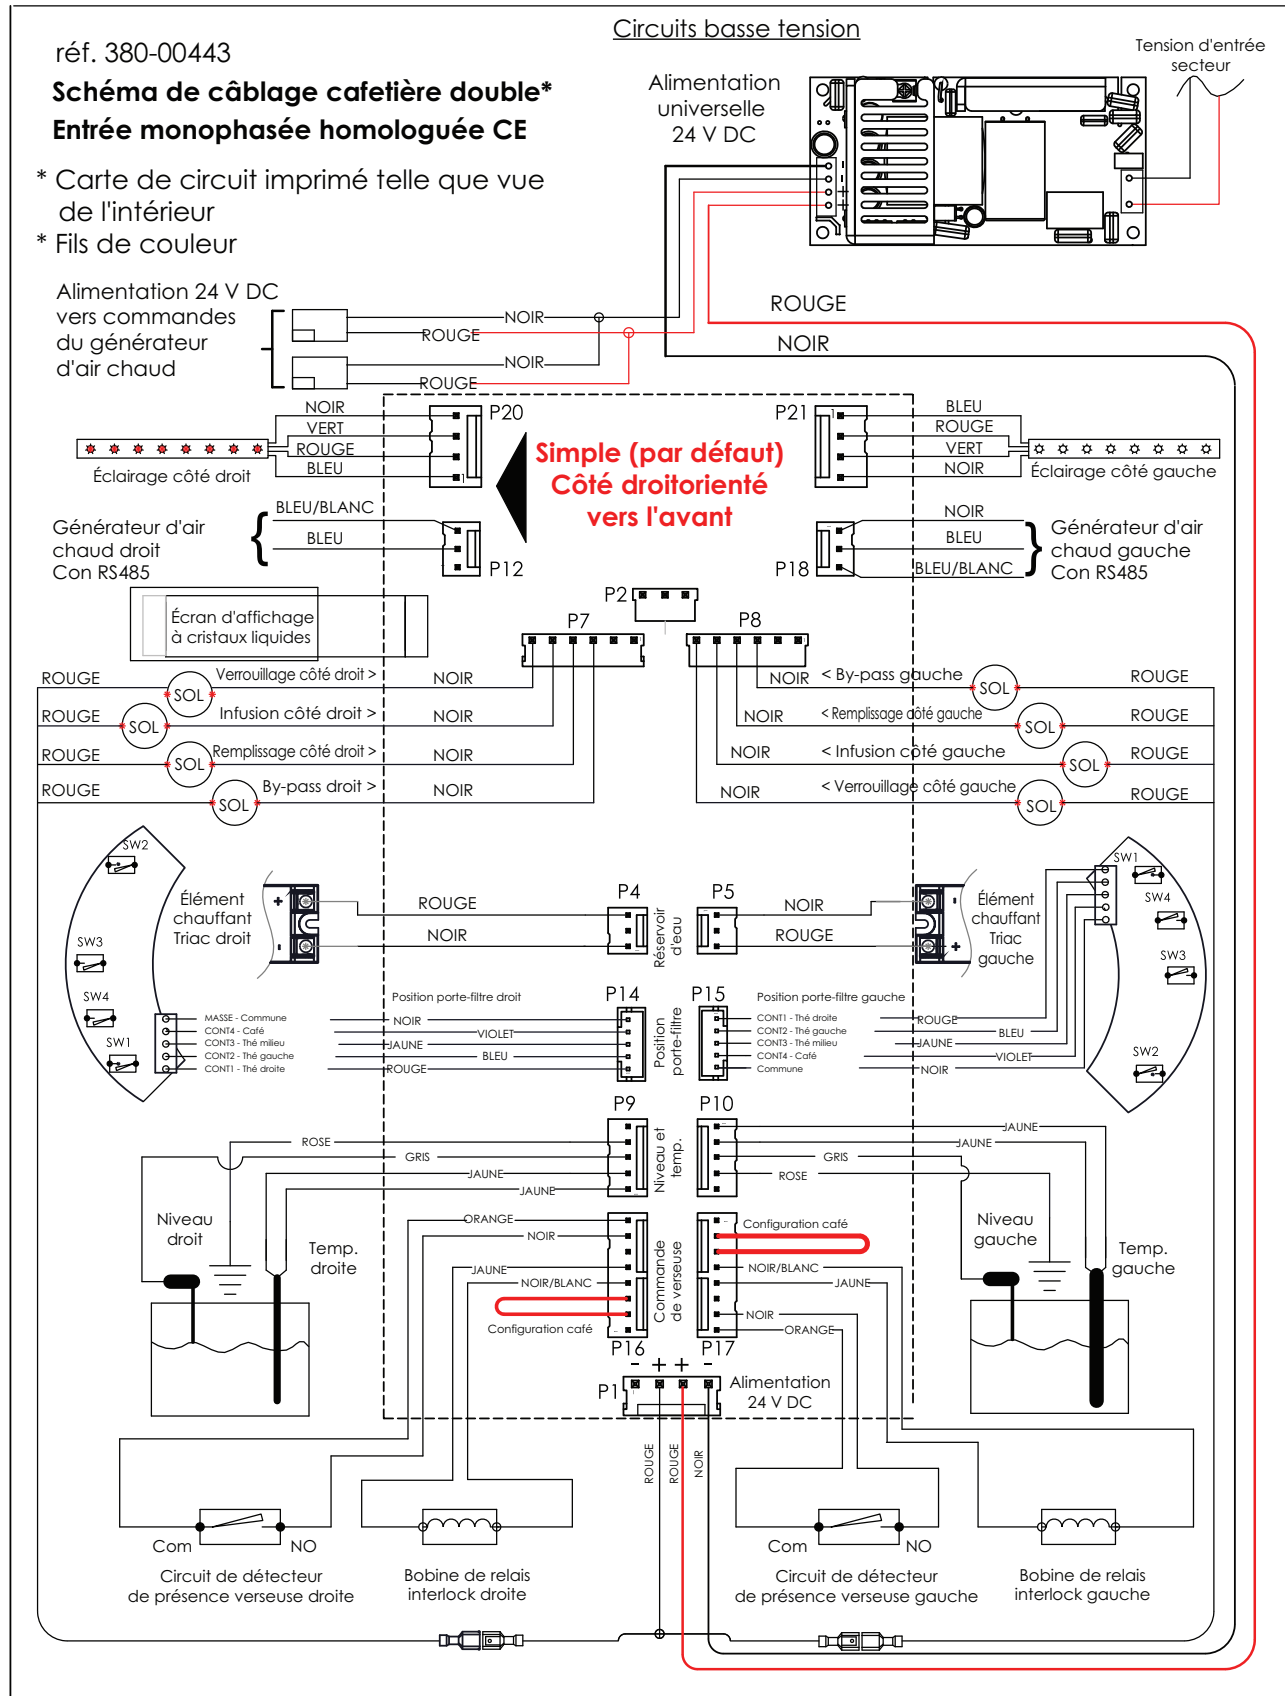 Circuits basse tension
réf. 380-00443
Schéma de câblage cafetière double*
Entrée monophasée homologuée CE
* Carte de circuit imprimé telle que vue
de l'intérieur
* Fils de couleur
Alimentation
universelle
24 V DC
Tension d'entrée
secteur
- +
Alimentation 24 V DC
vers commandes
du générateur
d'air chaud
NOIR
ROUGE
NOIR
ROUGE
ROUGE
NOIR
NOIR
VERT
ROUGE
BLEU
P20
1
Éclairage côté droit
Simple (par défaut)
Côté droitorienté
vers l'avant
P21
1
BLEU
ROUGE
VERT
NOIR
Éclairage côté gauche
Générateur d'air
chaud droit
Con RS485
BLEU/BLANC
BLEU
P12
P18
NOIR
BLEU
BLEU/BLANC
Générateur d'air
chaud gauche
Con RS485
Écran d'affichage
à cristaux liquides
P2
P7
P8
ROUGE
SOL
Verrouillage côté droit >
NOIR
NOIR
< By-pass gauche
SOL
ROUGE
ROUGE
SOL
Infusion côté droit >
NOIR
NOIR
< Remplissage côté gauche
SOL
ROUGE
ROUGE
SOL
Remplissage côté droit >
NOIR
NOIR
< Infusion côté gauche
SOL
ROUGE
ROUGE
SOL
By-pass droit >
NOIR
NOIR
< Verrouillage côté gauche
SOL
ROUGE
SW2
SW3
SW4
SW1
Élément
chauffant
Triac droit
+
-
ROUGE
NOIR
P4
Réservoir
d'eau
P5
NOIR
ROUGE
-
+
Élément
chauffant
Triac
gauche
SW1
SW4
SW3
SW2
Position porte-filtre droit
MASSE - Commune
CONT4 - Café
CONT3 - Thé milieu
CONT2 - Thé gauche
CONT1 - Thé droite
NOIR
VIOLET
JAUNE
BLEU
ROUGE
P14
Position
porte-filtre
P15
Position porte-filtre gauche
CONT1 - Thé droite
CONT2 - Thé gauche
CONT3 - Thé milieu
CONT4 - Café
Commune
ROUGE
BLEU
JAUNE
VIOLET
NOIR
P9
Niveau et
temp.
P10
ROSE
GRIS
JAUNE
JAUNE
JAUNE
JAUNE
GRIS
ROSE
Niveau
droit
Temp.
droite
Niveau
gauche
Temp.
gauche
ORANGE
NOIR
JAUNE
NOIR/BLANC
Configuration café
P16
Commande
de verseuse
P17
Configuration café
NOIR/BLANC
JAUNE
NOIR
ORANGE
- + + -
P1
Alimentation
24 V DC
ROUGE
ROUGE
NOIR
Com
NO
Circuit de détecteur
de présence verseuse droite
Bobine de relais
interlock droite
Com
NO
Circuit de détecteur
de présence verseuse gauche
Bobine de relais
interlock gauche